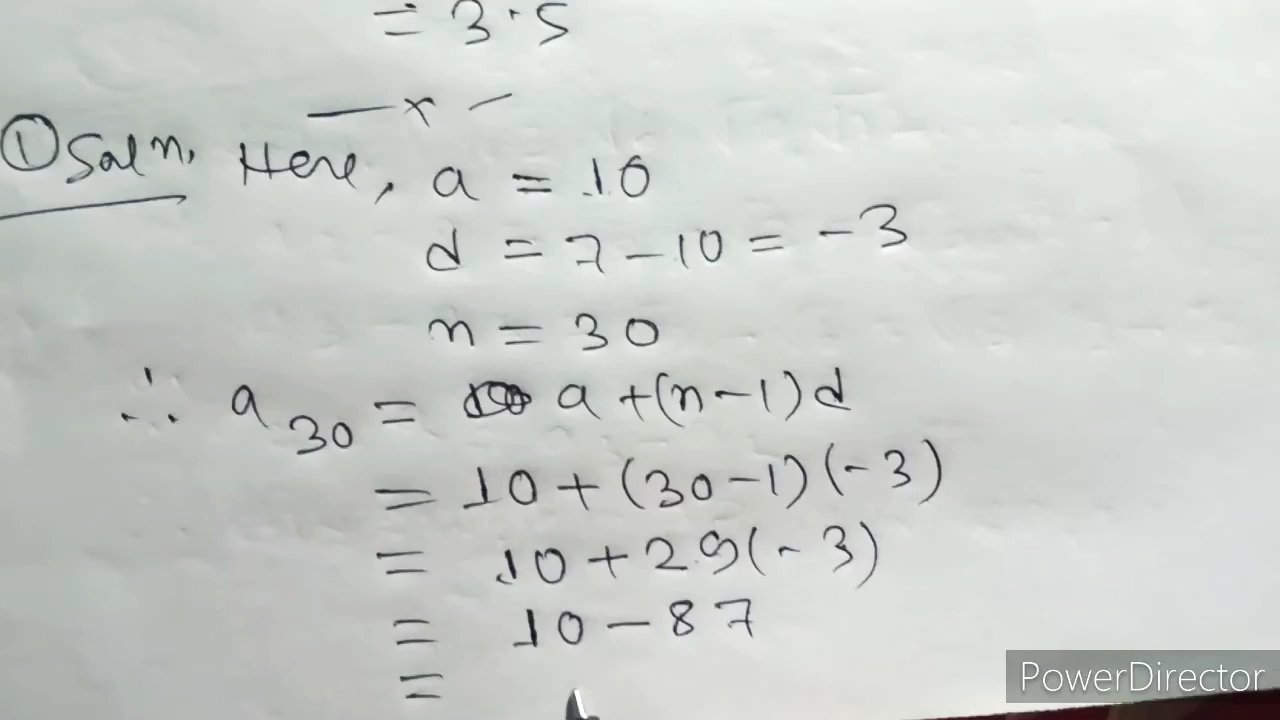 = 3.5
— x —
① Soln. Here, a = 10
d = 7 - 10 = -3
n = 30
∴ a₃₀ = a + (n-1)d
= 10 + (30-1)(-3)
= 10 + 29(-3)
= 10 - 87
=
PowerDirector